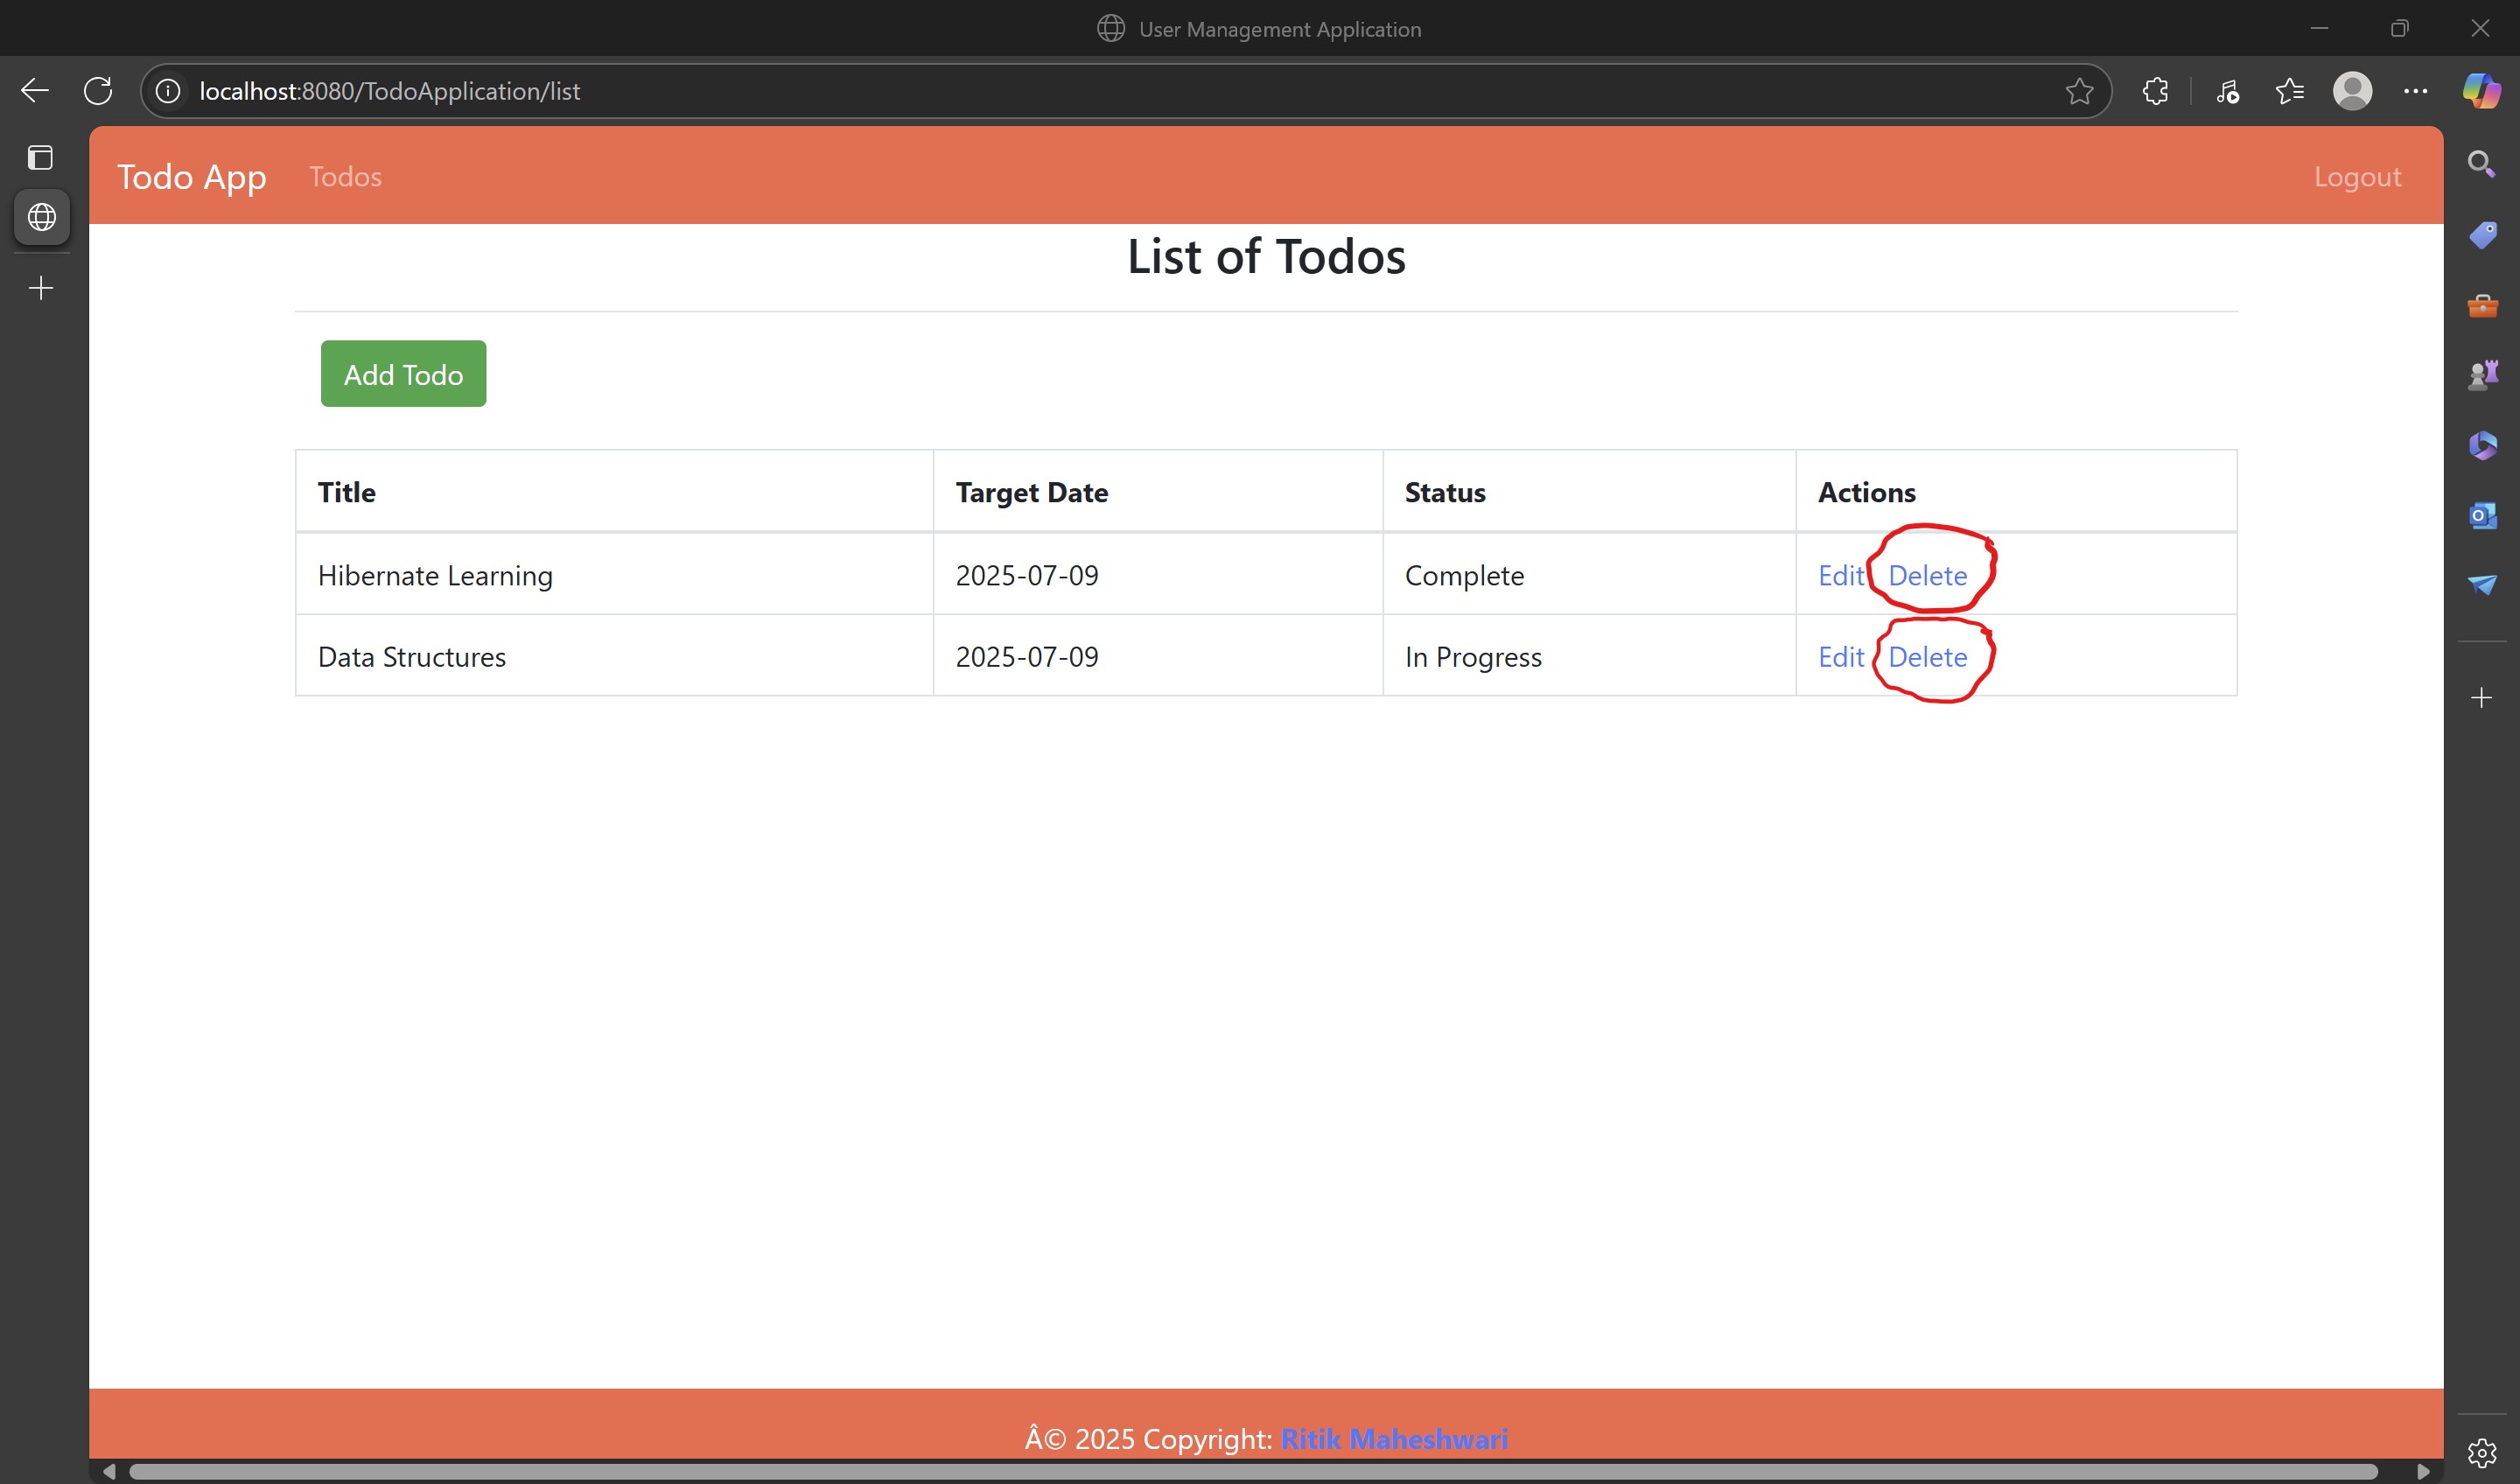 User Management Application
localhost:8080/TodoApplication/list
Todo App Todos Logout
List of Todos
Add Todo
Title Target Date Status Actions
Hibernate Learning 2025-07-09 Complete Edit Delete
Data Structures 2025-07-09 In Progress Edit Delete
Â© 2025 Copyright: Ritik Maheshwari